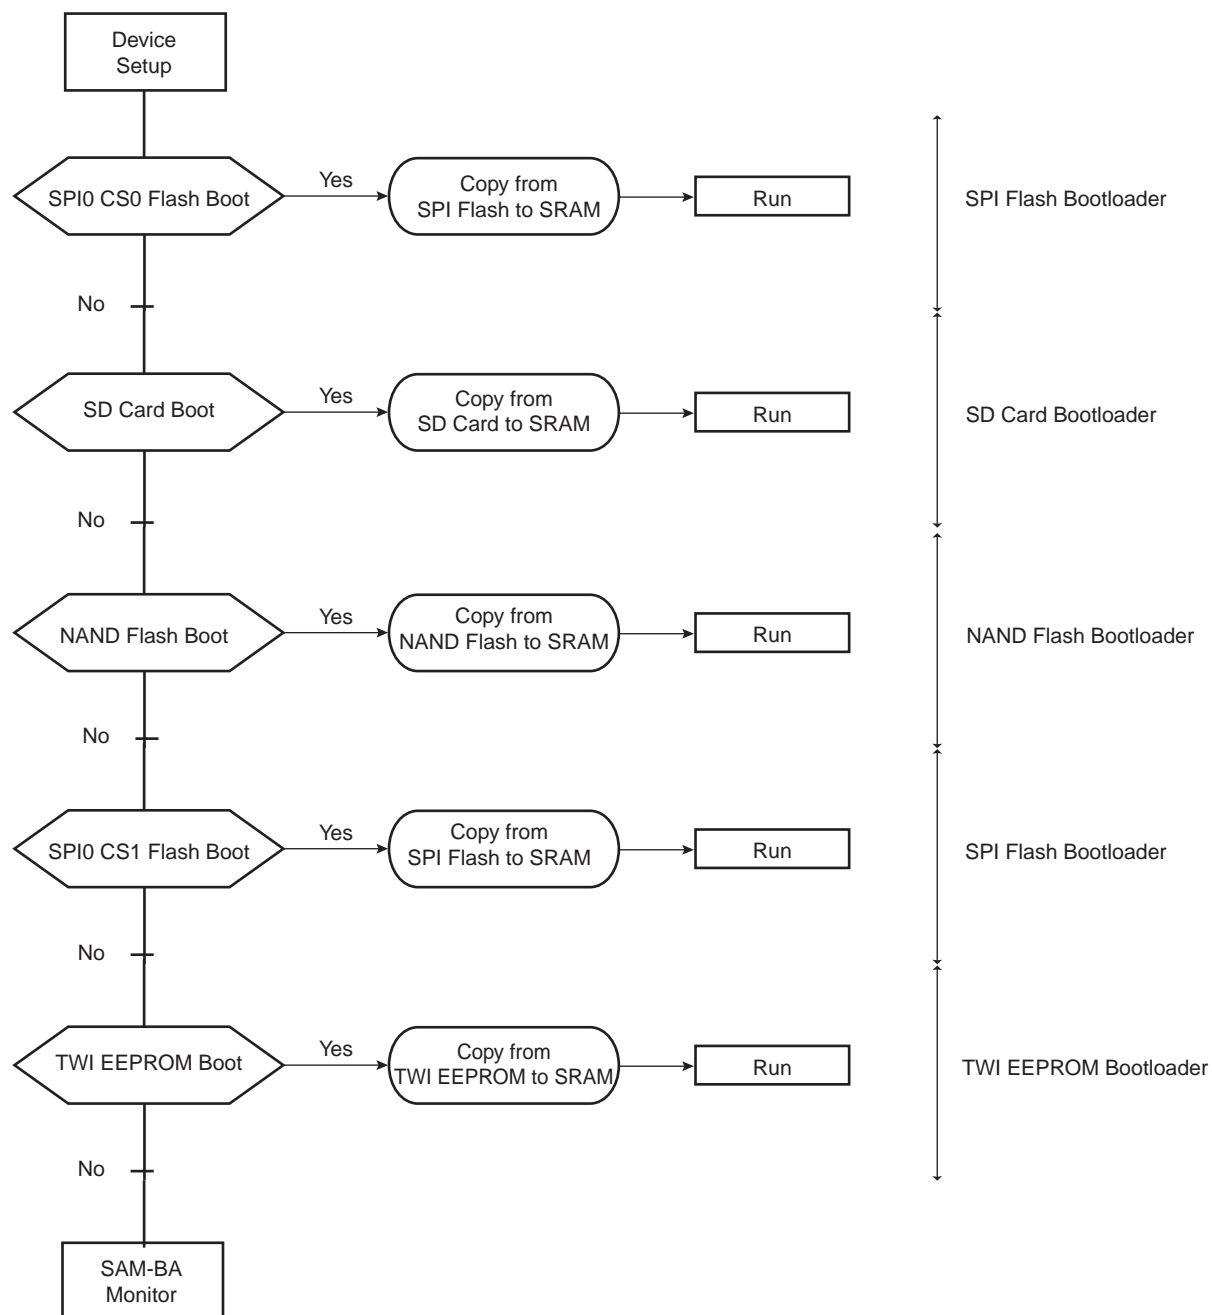 Device
Setup
SPI0 CS0 Flash Boot
Yes
Copy from
SPI Flash to SRAM
Run
SPI Flash Bootloader
No
SD Card Boot
Yes
Copy from
SD Card to SRAM
Run
SD Card Bootloader
No
NAND Flash Boot
Yes
Copy from
NAND Flash to SRAM
Run
NAND Flash Bootloader
No
SPI0 CS1 Flash Boot
Yes
Copy from
SPI Flash to SRAM
Run
SPI Flash Bootloader
No
TWI EEPROM Boot
Yes
Copy from
TWI EEPROM to SRAM
Run
TWI EEPROM Bootloader
No
SAM-BA
Monitor